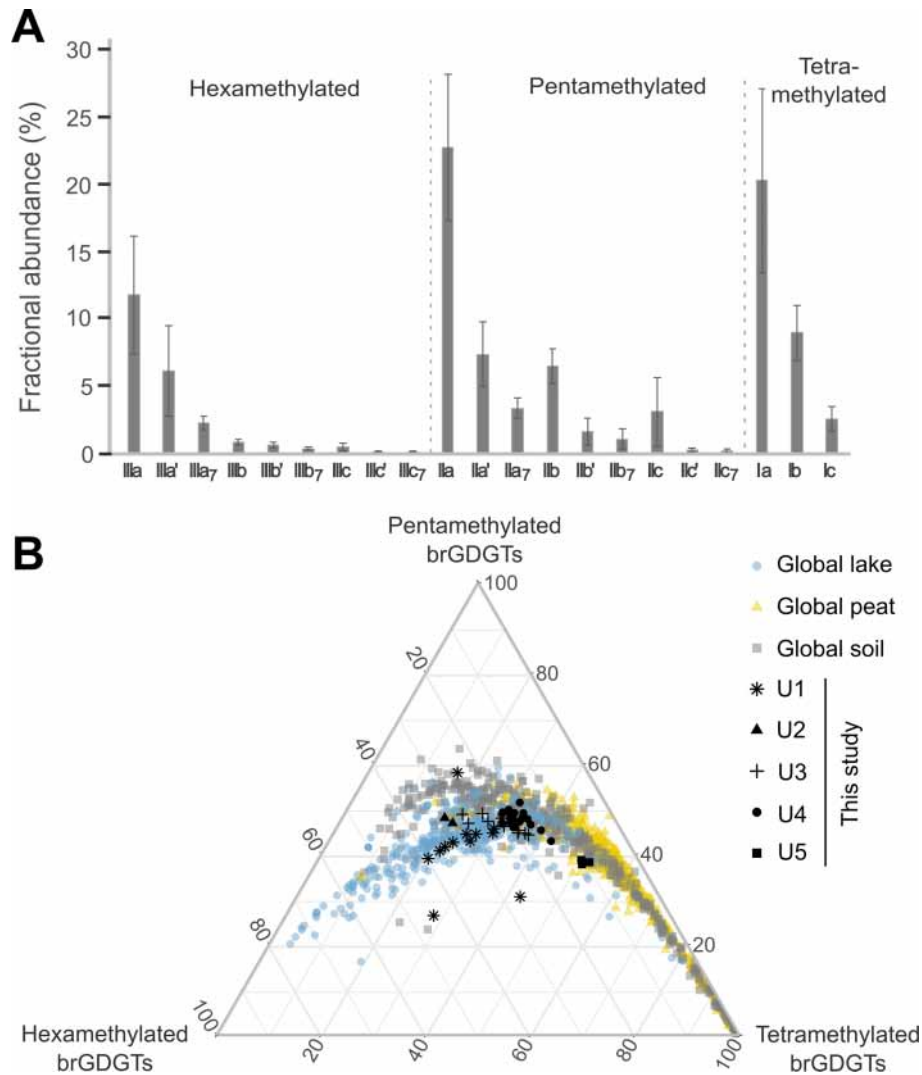 A
30
25
20
15
10
5
0
Fractional abundance (%)
Hexamethylated
Pentamethylated
Tetra-
methylated
IIIa IIIa' IIIa7 IIIb IIIb' IIIb7 IIIc IIIc' IIIc7 IIa IIa' IIa7 IIb IIb' IIb7 IIc IIc' IIc7 Ia Ib Ic
B
Pentamethylated
brGDGTs
100
80
60
40
20
20
40
60
80
100
20
40
60
80
100
Hexamethylated
brGDGTs
Tetramethylated
brGDGTs
Global lake
Global peat
Global soil
U1
U2
U3
U4
U5
This study